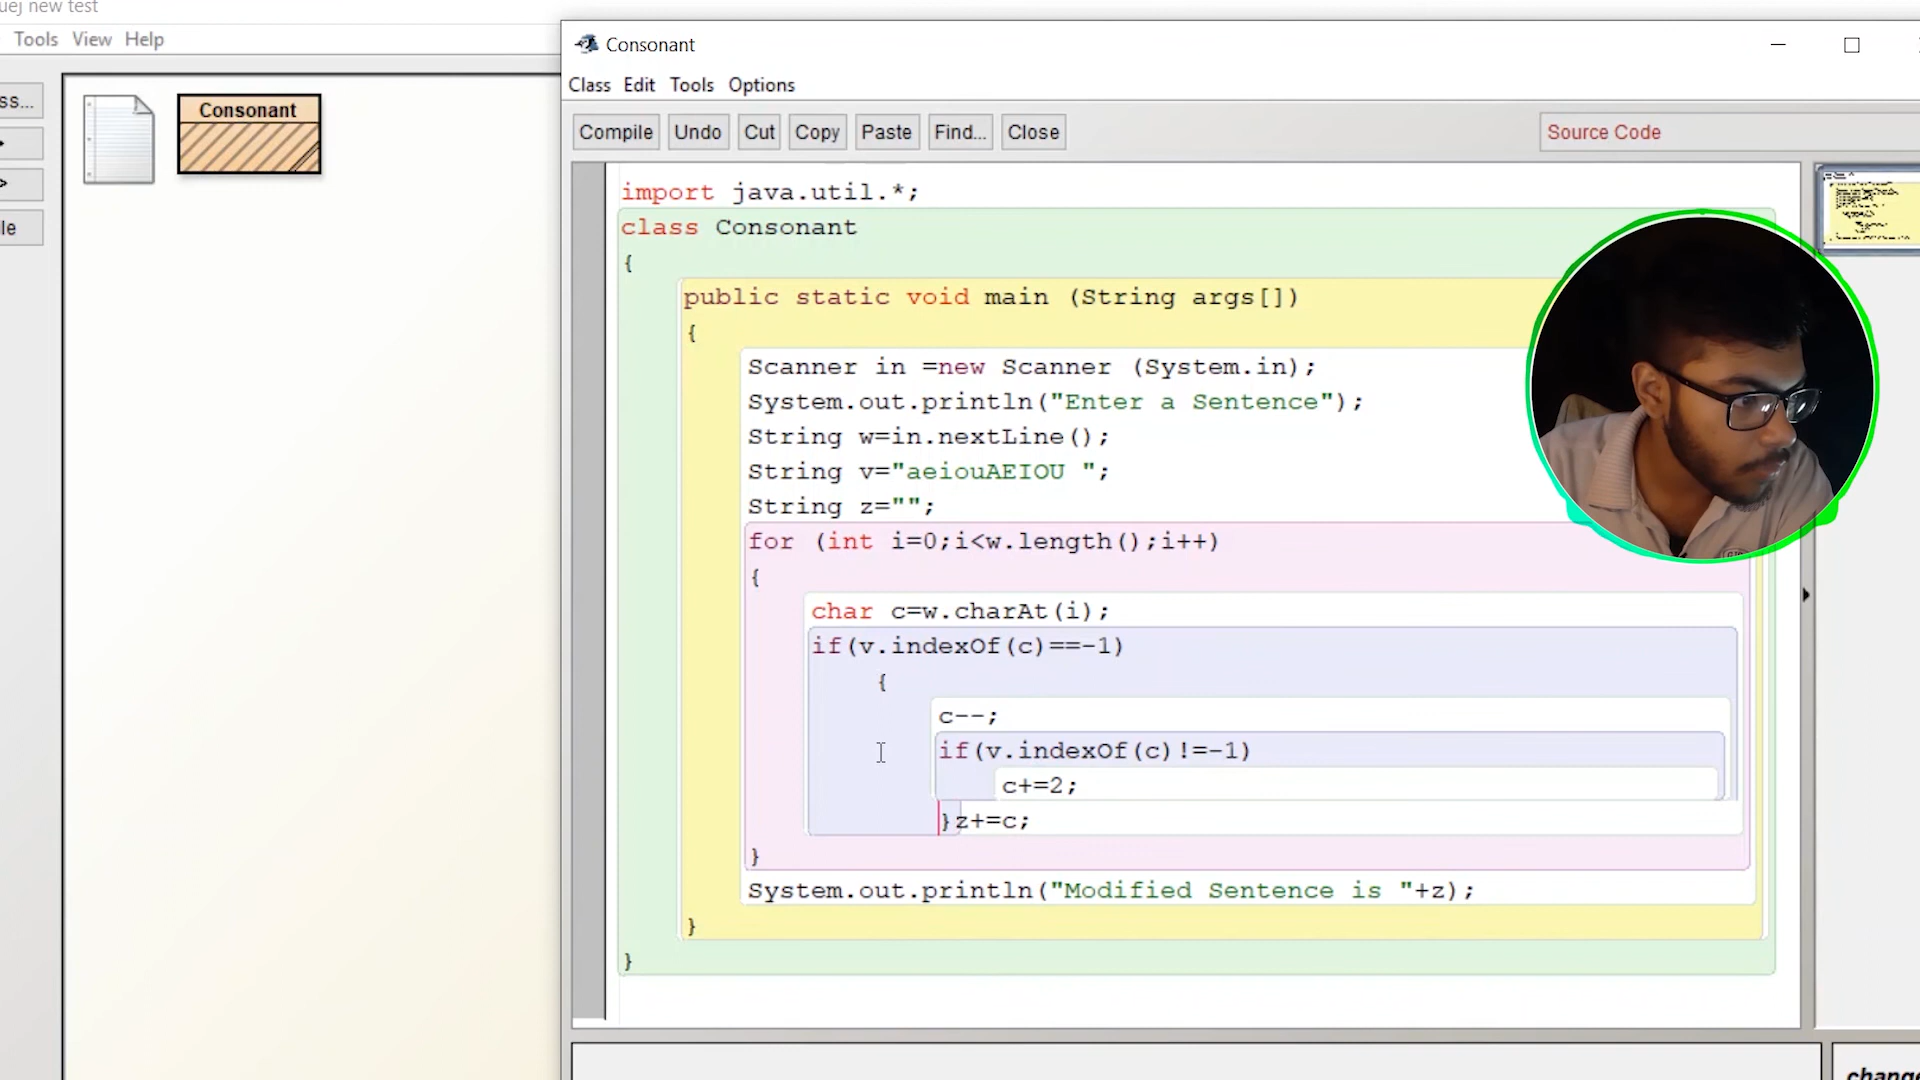 uej new test
Tools View Help
ss...
Consonant
le
Consonant
Class Edit Tools Options
Compile Undo Cut Copy Paste Find... Close
Source Code
import java.util.*;
class Consonant
{
public static void main (String args[])
{
Scanner in =new Scanner (System.in);
System.out.println("Enter a Sentence");
String w=in.nextLine();
String v="aeiouAEIOU ";
String z="";
for (int i=0;i<w.length();i++)
{
char c=w.charAt(i);
if(v.indexOf(c)==-1)
{
c--;
if(v.indexOf(c)!=-1)
c+=2;
}z+=c;
}
System.out.println("Modified Sentence is "+z);
}
}
change